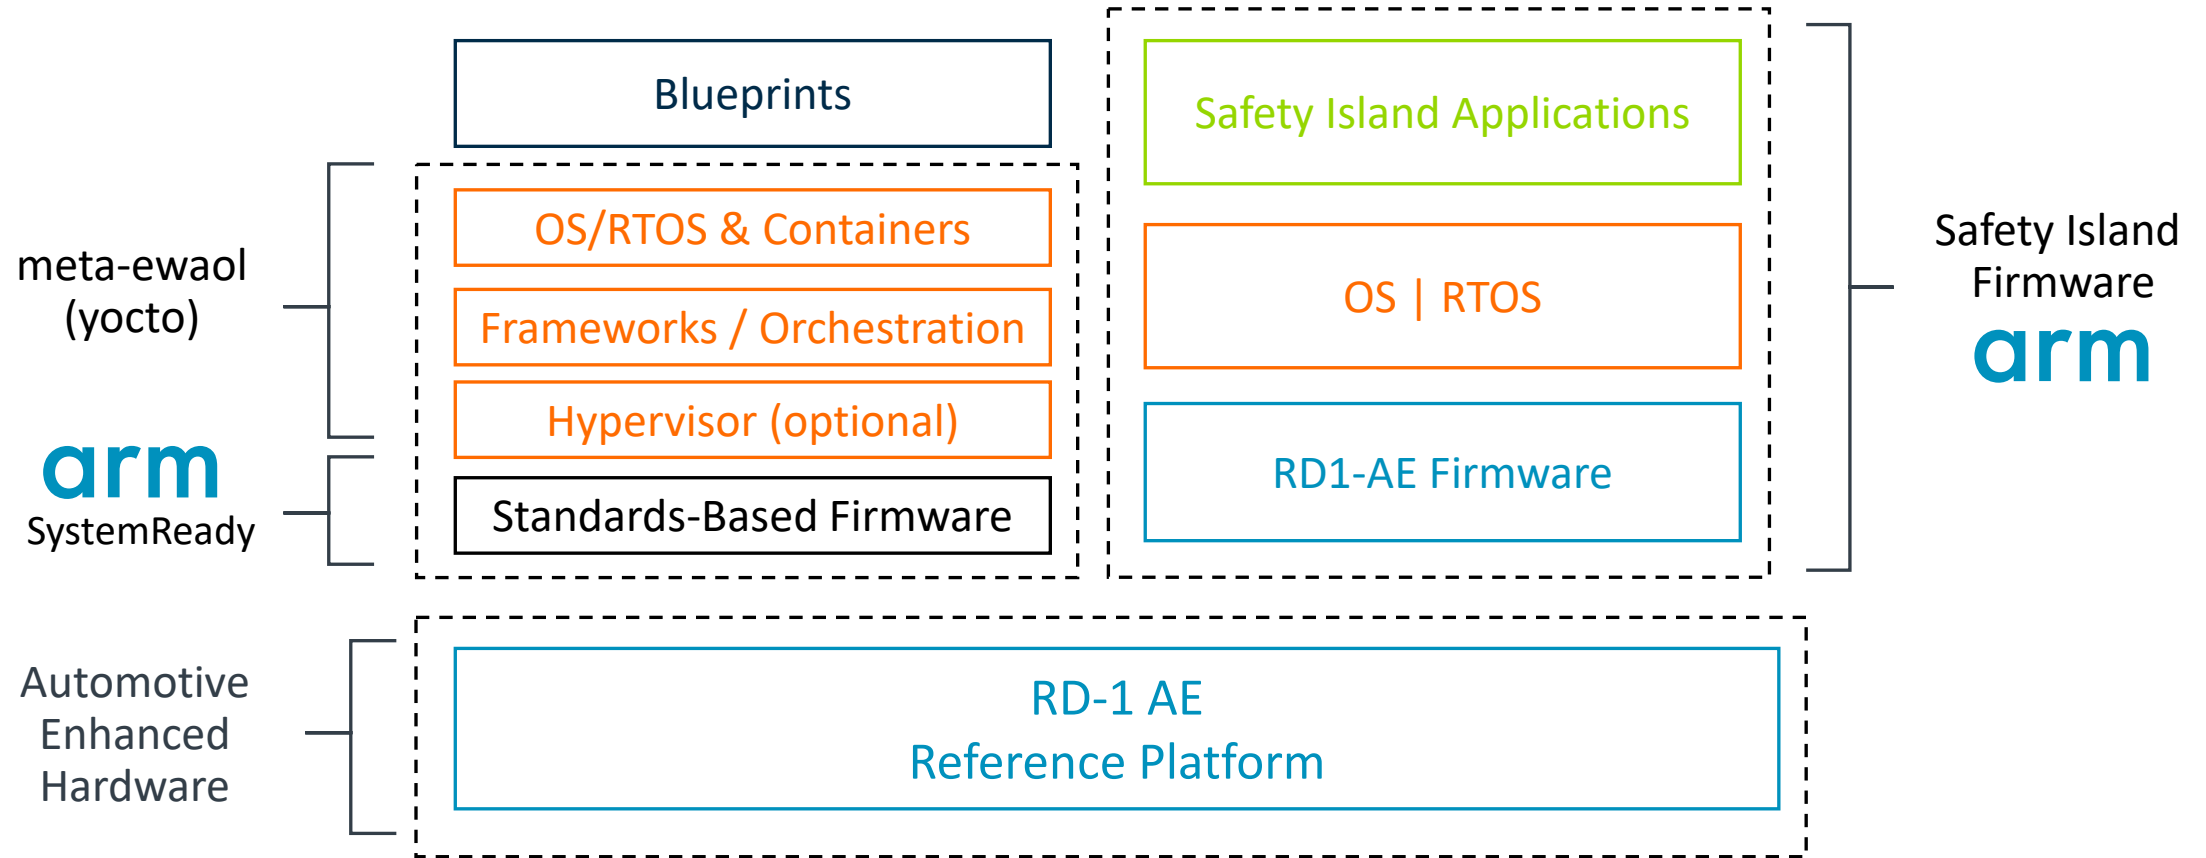 Blueprints
OS/RTOS & Containers
Frameworks / Orchestration
Hypervisor (optional)
Standards-Based Firmware
meta-ewaol
(yocto)
arm
SystemReady
Safety Island Applications
OS | RTOS
RD1-AE Firmware
Safety Island
Firmware
arm
Automotive
Enhanced
Hardware
RD-1 AE
Reference Platform